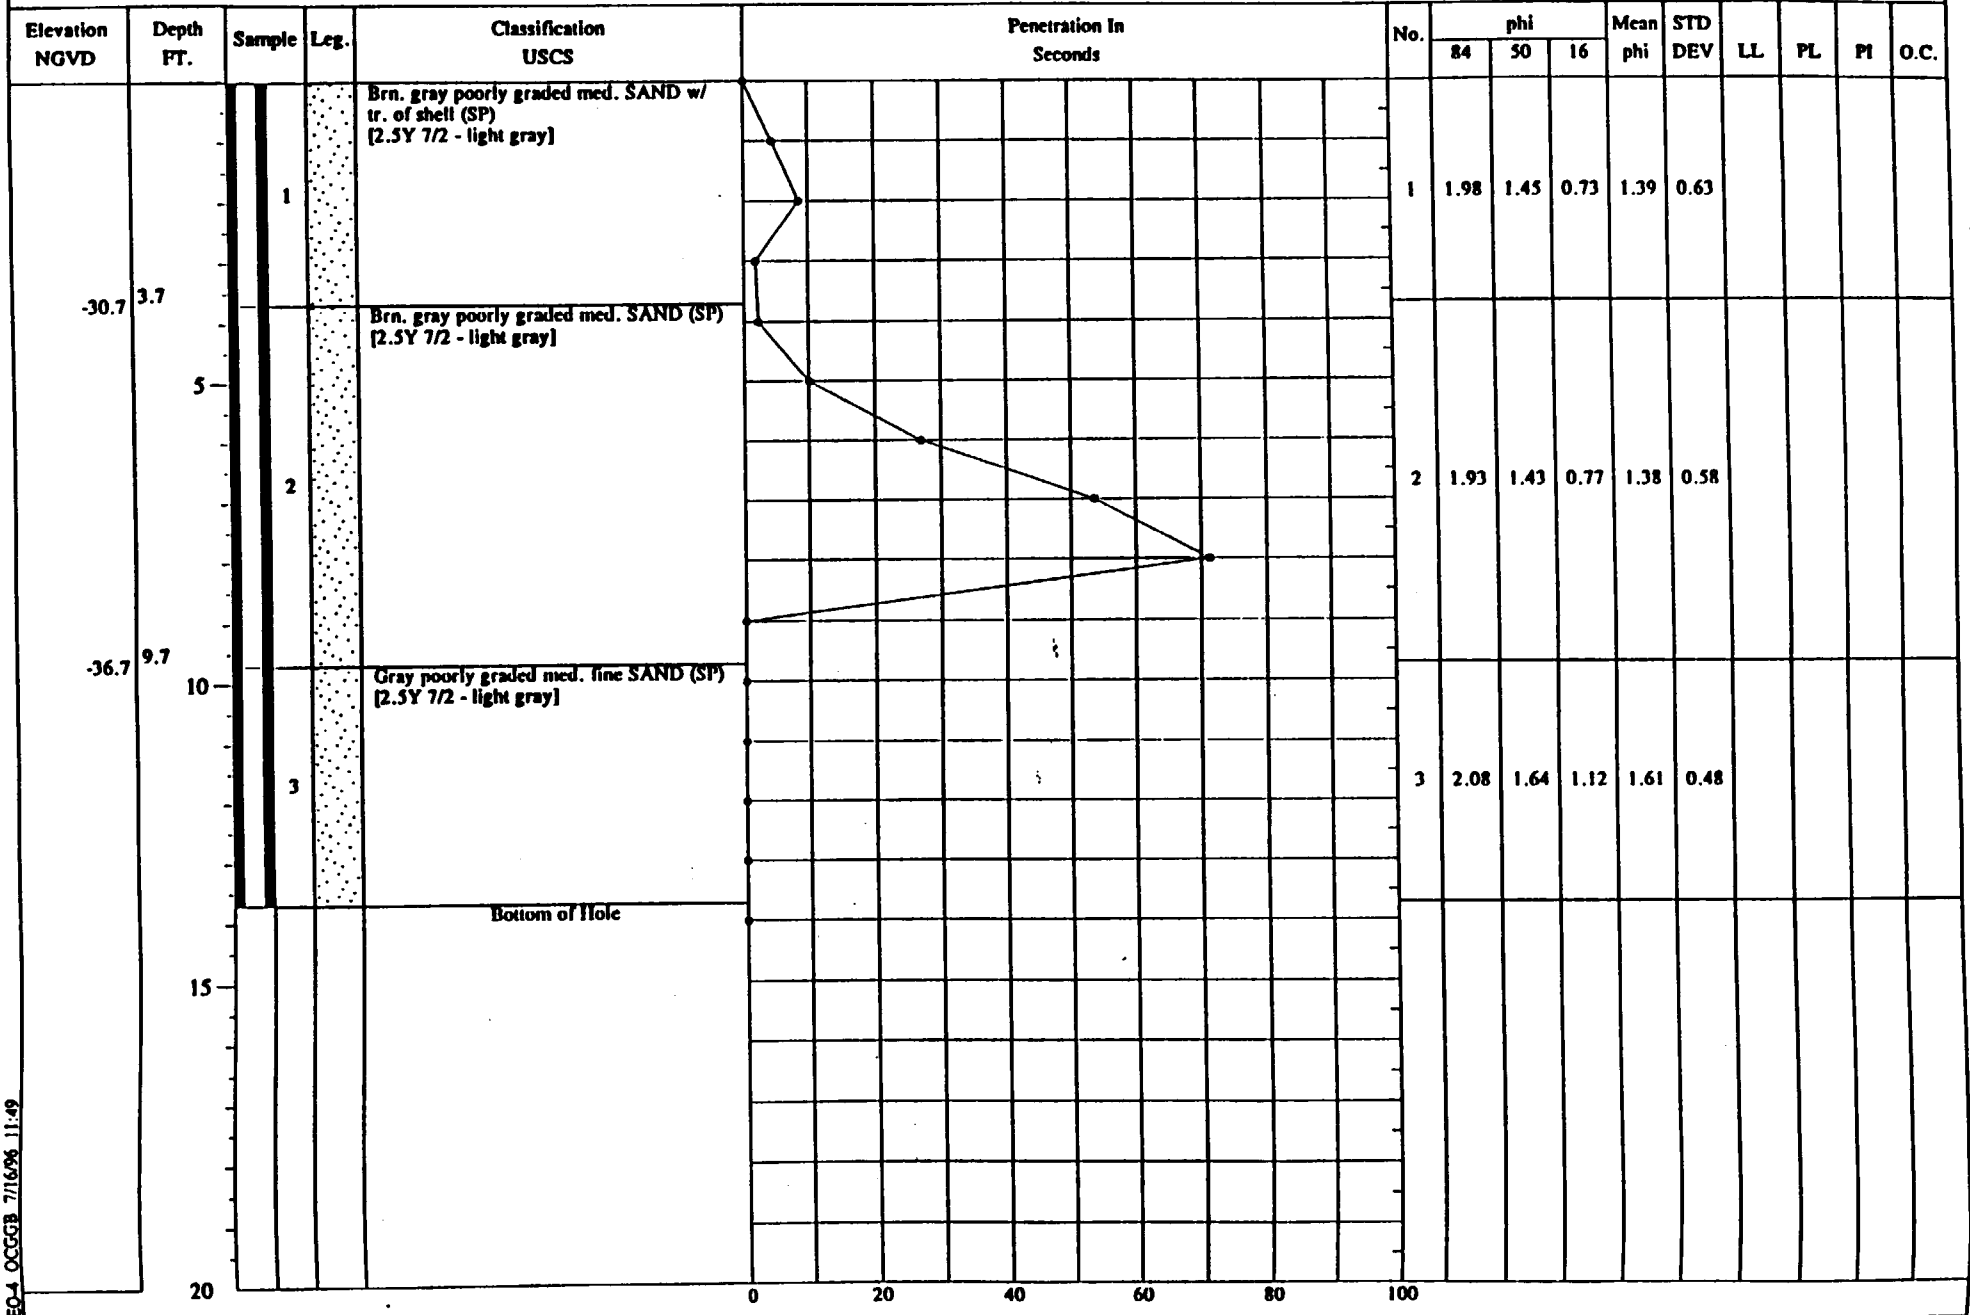 Elevation NGVD
Depth FT.
Sample
Leg.
Classification USCS
Penetration In Seconds
No.
phi
84 50 16
Mean phi
STD DEV
LL
PL
PI
O.C.
Brn. gray poorly graded med. SAND w/
tr. of shell (SP)
[2.5Y 7/2 - light gray]
1
1 1.98 1.45 0.73 1.39 0.63
-30.7 3.7
Brn. gray poorly graded med. SAND (SP)
[2.5Y 7/2 - light gray]
5
2
2 1.93 1.43 0.77 1.38 0.58
-36.7 9.7
Gray poorly graded med. fine SAND (SP)
[2.5Y 7/2 - light gray]
10
3
3 2.08 1.64 1.12 1.61 0.48
Bottom of Hole
15
20
0 20 40 60 80 100
OCGGB 7/16/96 11:49